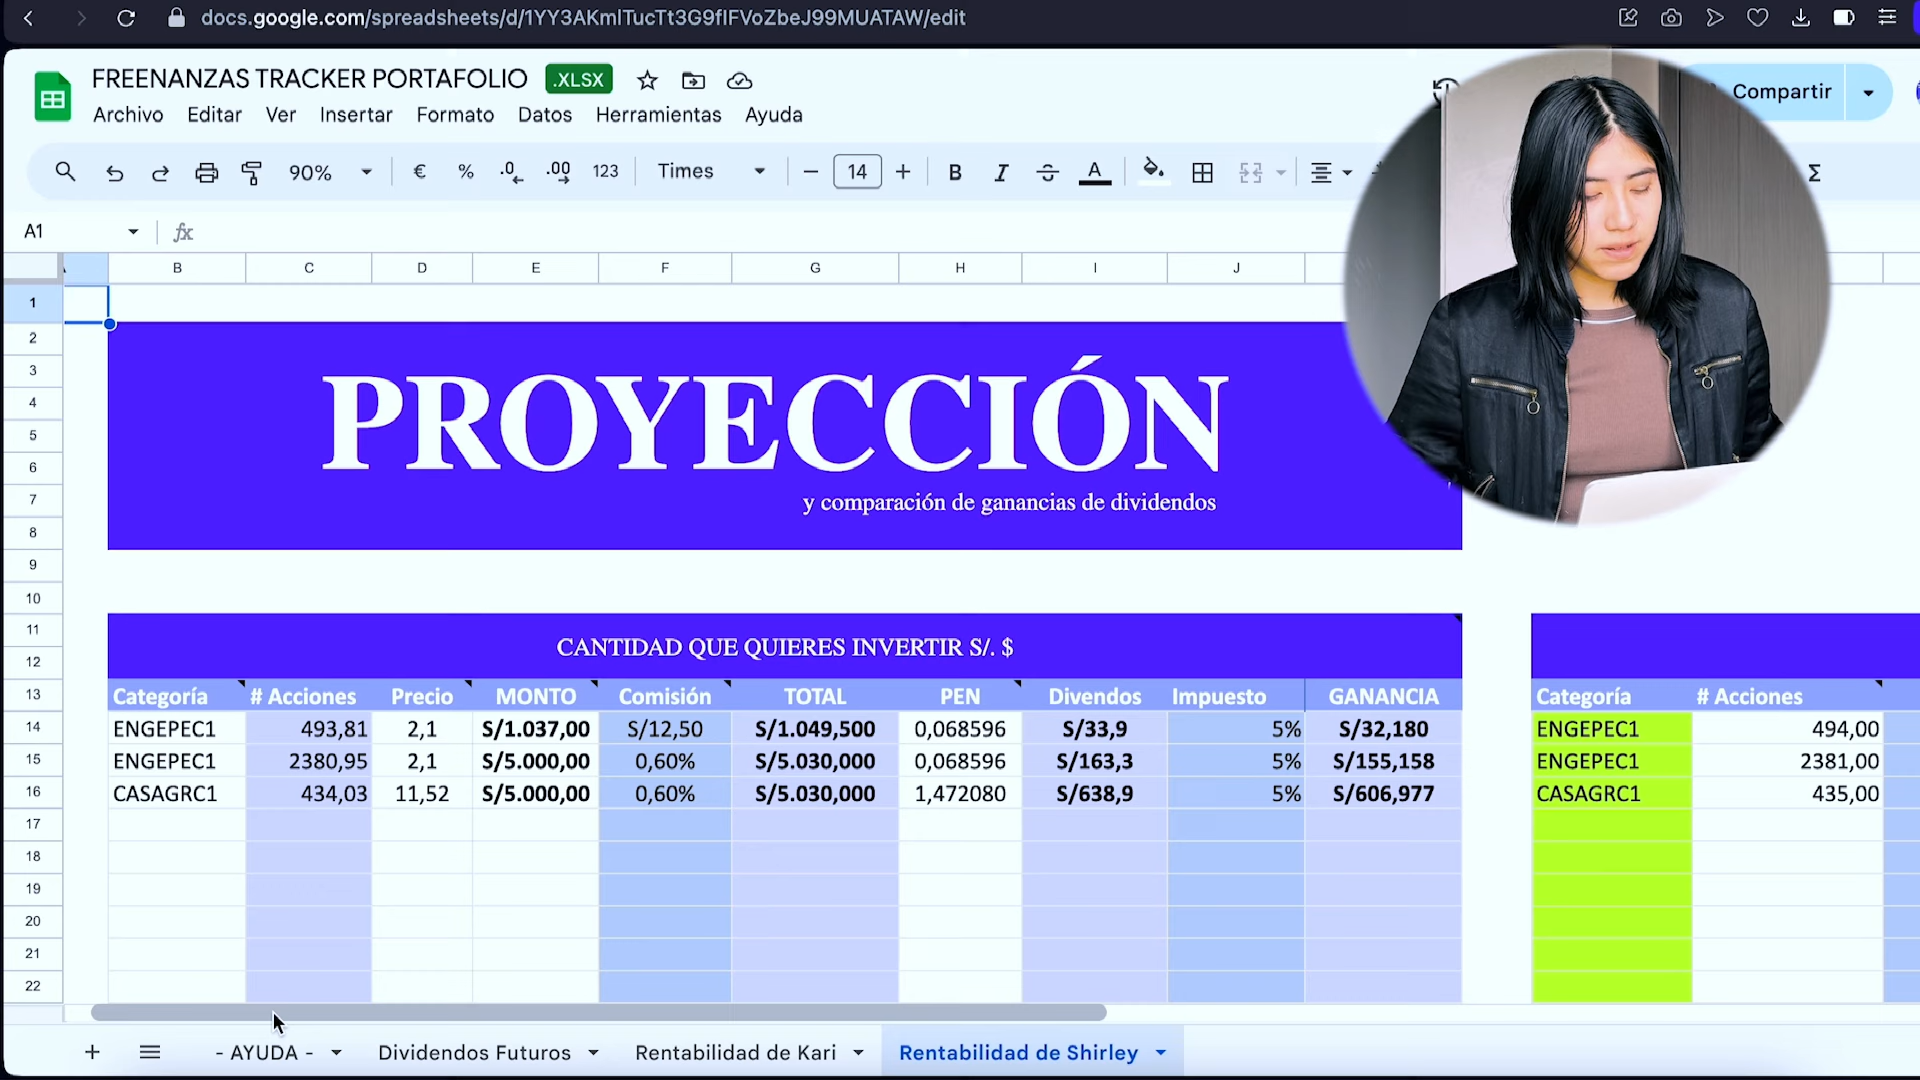 docs.google.com/spreadsheets/d/1YY3AKmlTucTt3G9flFVoZbeJ99MUATAW/edit
FREENANZAS TRACKER PORTAFOLIO .XLSX
Compartir
Archivo Editar Ver Insertar Formato Datos Herramientas Ayuda
90% € % .0 .00 123 Times 14 B I A Σ
A1 fx
B C D E F G H I J
1
2
3
4
5
6
7
8
9
10
11
12
PROYECCIÓN
y comparación de ganancias de dividendos
CANTIDAD QUE QUIERES INVERTIR S/. $
13 Categoría # Acciones Precio MONTO Comisión TOTAL PEN Divendos Impuesto GANANCIA Categoría # Acciones
14 ENGEPEC1 493,81 2,1 S/1.037,00 S/12,50 S/1.049,500 0,068596 S/33,9 5% S/32,180 ENGEPEC1 494,00
15 ENGEPEC1 2380,95 2,1 S/5.000,00 0,60% S/5.030,000 0,068596 S/163,3 5% S/155,158 ENGEPEC1 2381,00
16 CASAGRC1 434,03 11,52 S/5.000,00 0,60% S/5.030,000 1,472080 S/638,9 5% S/606,977 CASAGRC1 435,00
17
18
19
20
21
22
- AYUDA - Dividendos Futuros Rentabilidad de Kari Rentabilidad de Shirley